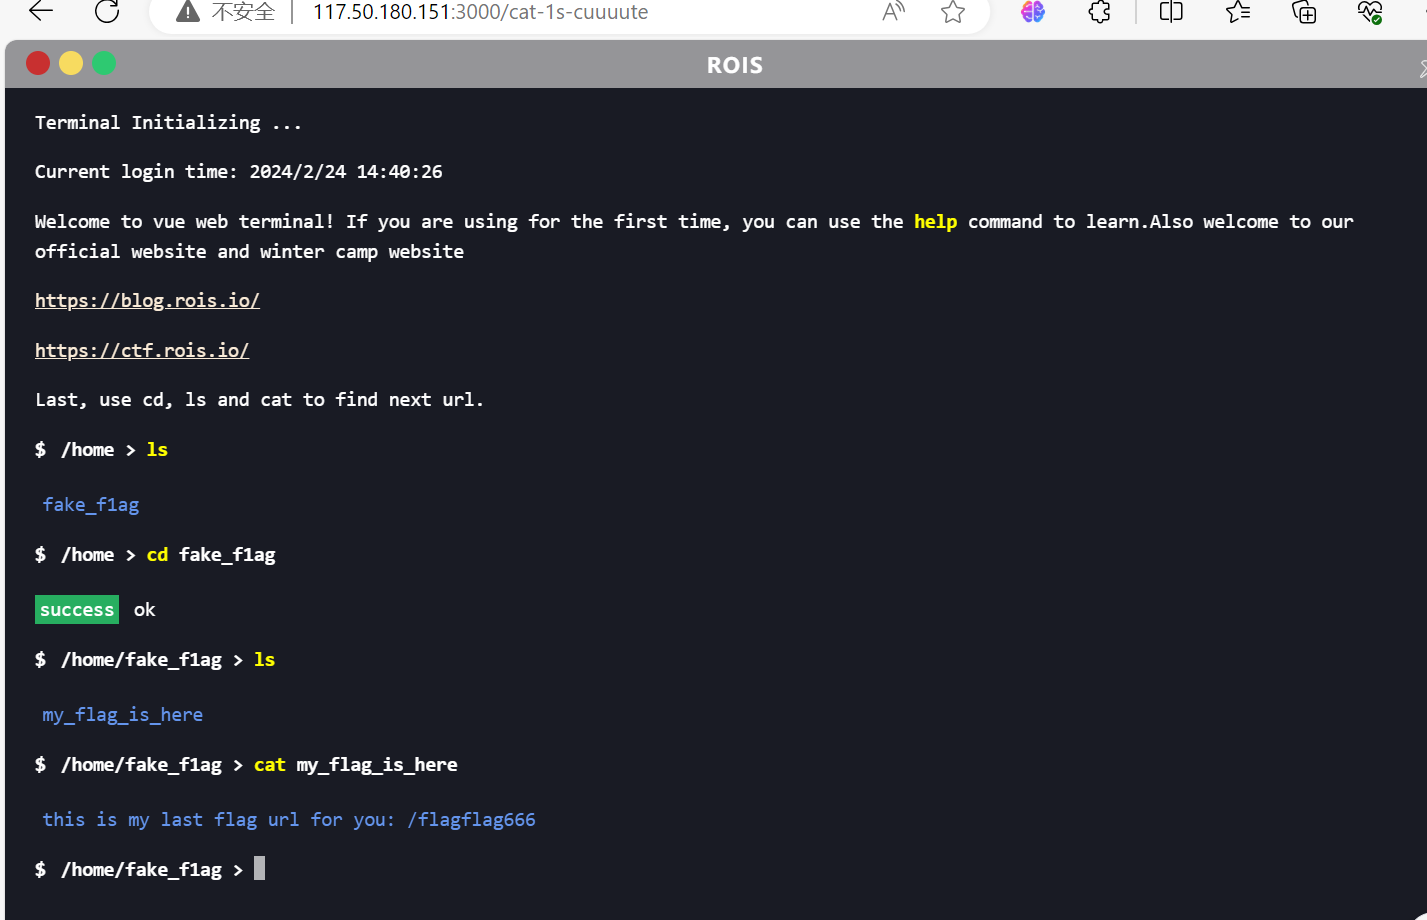 不安全 117.50.180.151:3000/cat-1s-cuuuute
ROIS
Terminal Initializing ...
Current login time: 2024/2/24 14:40:26
Welcome to vue web terminal! If you are using for the first time, you can use the help command to learn.Also welcome to our
official website and winter camp website
https://blog.rois.io/
https://ctf.rois.io/
Last, use cd, ls and cat to find next url.
$ /home > ls
fake_f1ag
$ /home > cd fake_f1ag
success ok
$ /home/fake_f1ag > ls
my_flag_is_here
$ /home/fake_f1ag > cat my_flag_is_here
this is my last flag url for you: /flagflag666
$ /home/fake_f1ag >